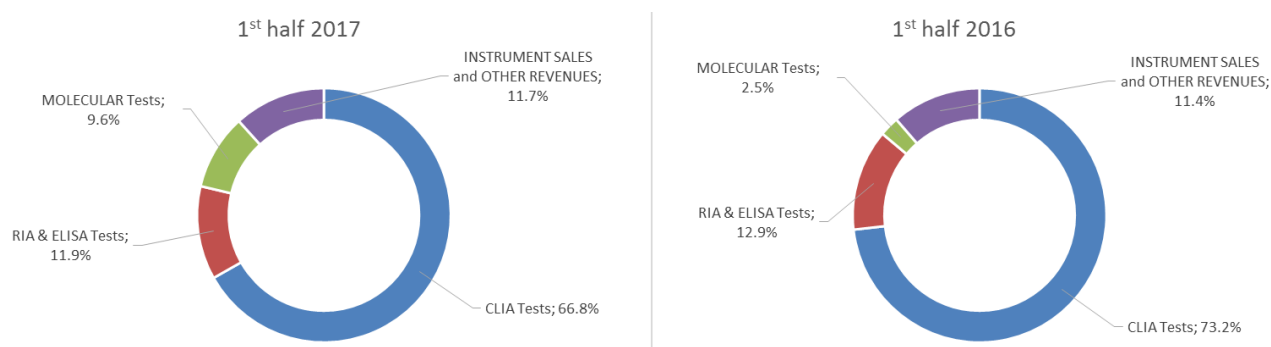 1st half 2017
INSTRUMENT SALES
and OTHER REVENUES;
11.7%
MOLECULAR Tests;
9.6%
RIA & ELISA Tests;
11.9%
CLIA Tests; 66.8%
1st half 2016
MOLECULAR Tests;
2.5%
INSTRUMENT SALES
and OTHER REVENUES;
11.4%
RIA & ELISA Tests;
12.9%
CLIA Tests; 73.2%